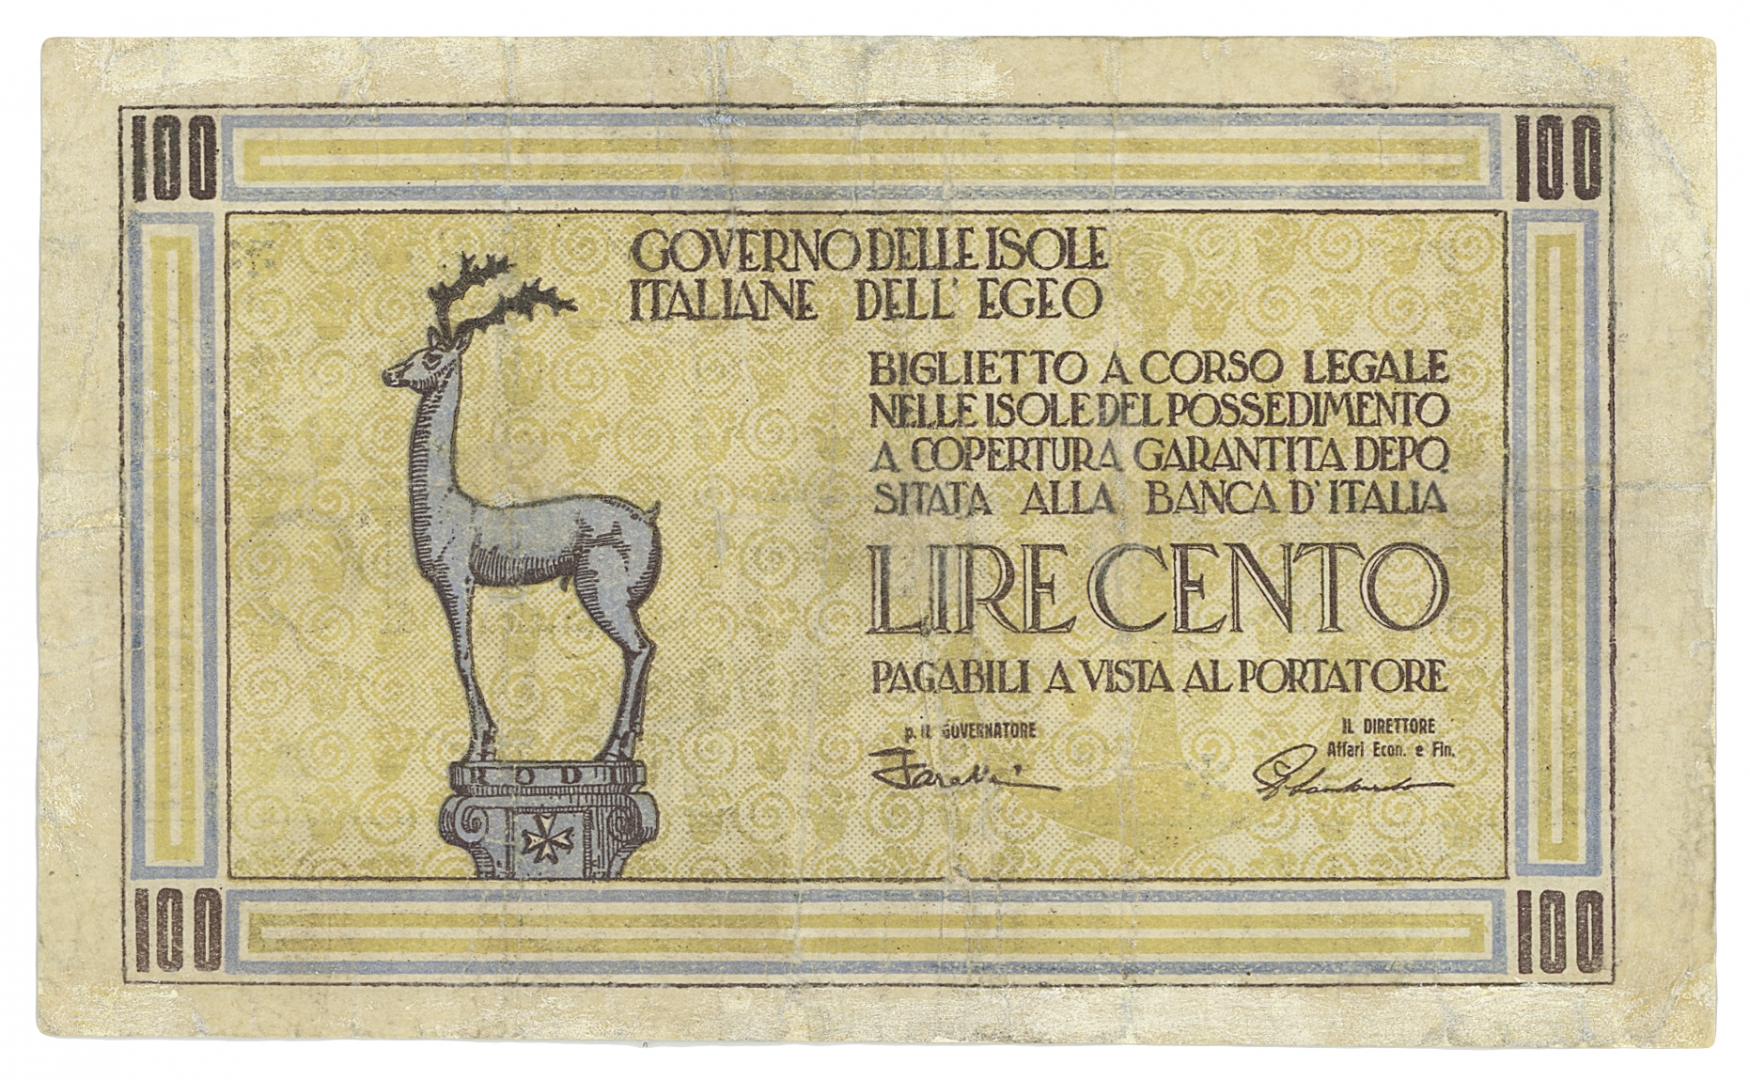 100
100
GOVERNO DELLE ISOLE
ITALIANE DELL' EGEO
BIGLIETTO A CORSO LEGALE
NELLE ISOLE DEL POSSEDIMENTO
A COPERTURA GARANTITA DEPO
SITATA ALLA BANCA D'ITALIA
LIRE CENTO
PAGABILI A VISTA AL PORTATORE
p. IL GOVERNATORE
IL DIRETTORE
Affari Econ. e Fin.
RODI
100
100